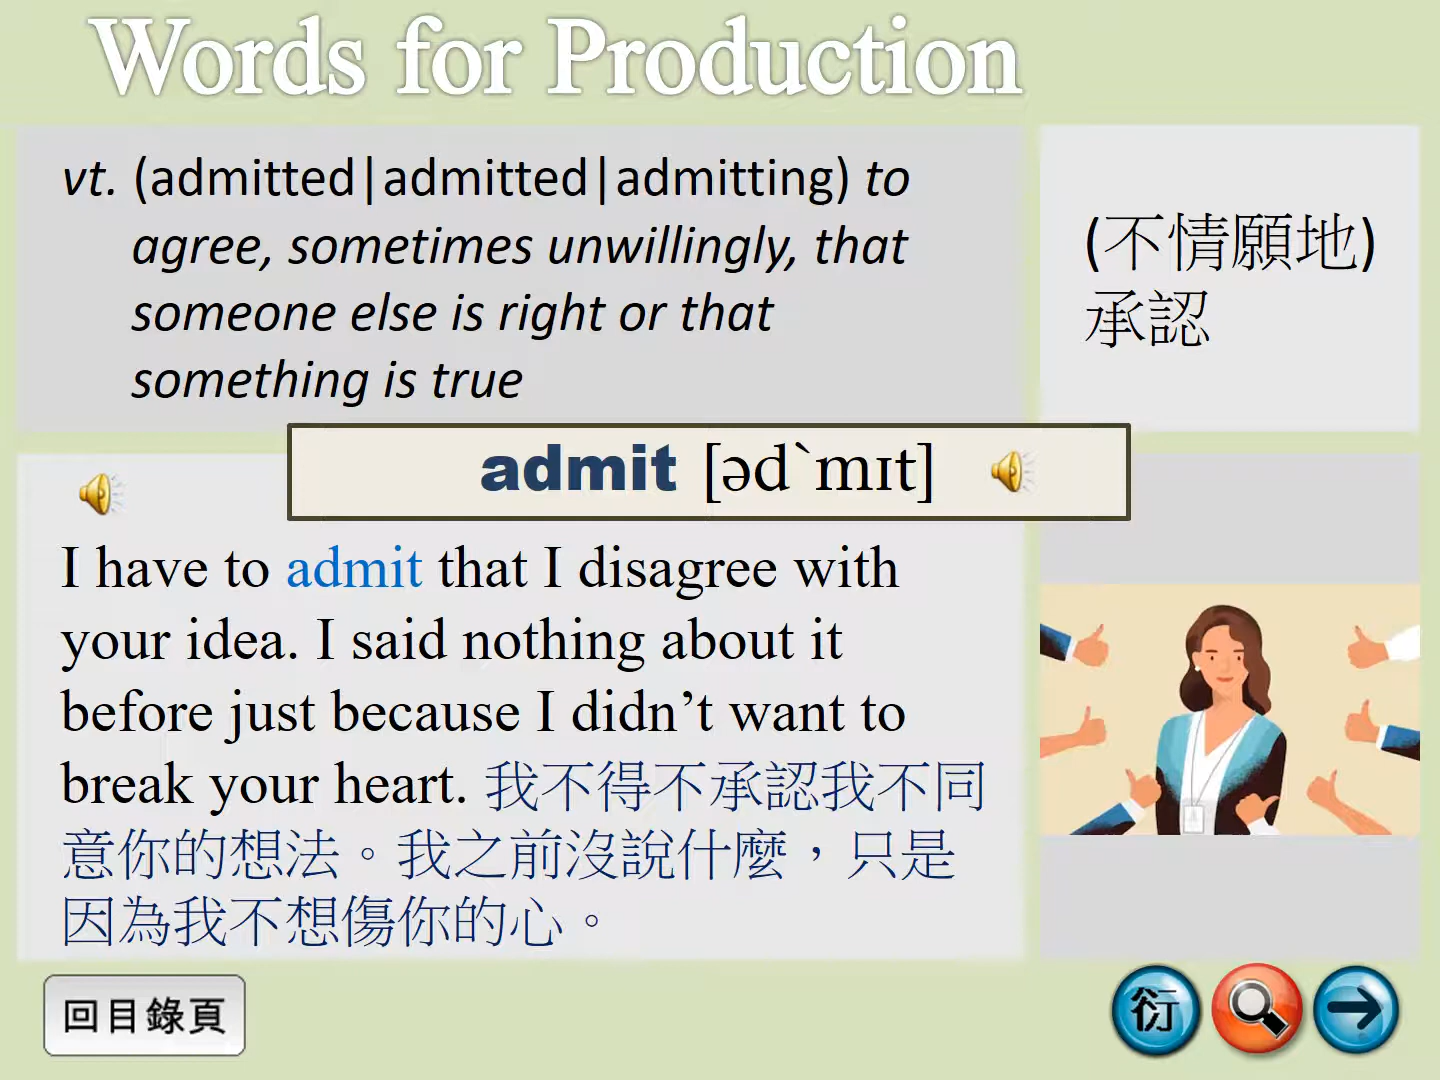 Words for Production
vt. (admitted|admitted|admitting) to
agree, sometimes unwillingly, that
someone else is right or that
something is true
(不情願地)
承認
admit [əd`mɪt]
I have to admit that I disagree with
your idea. I said nothing about it
before just because I didn’t want to
break your heart. 我不得不承認我不同
意你的想法。我之前沒說什麼，只是
因為我不想傷你的心。
回目錄頁
衍